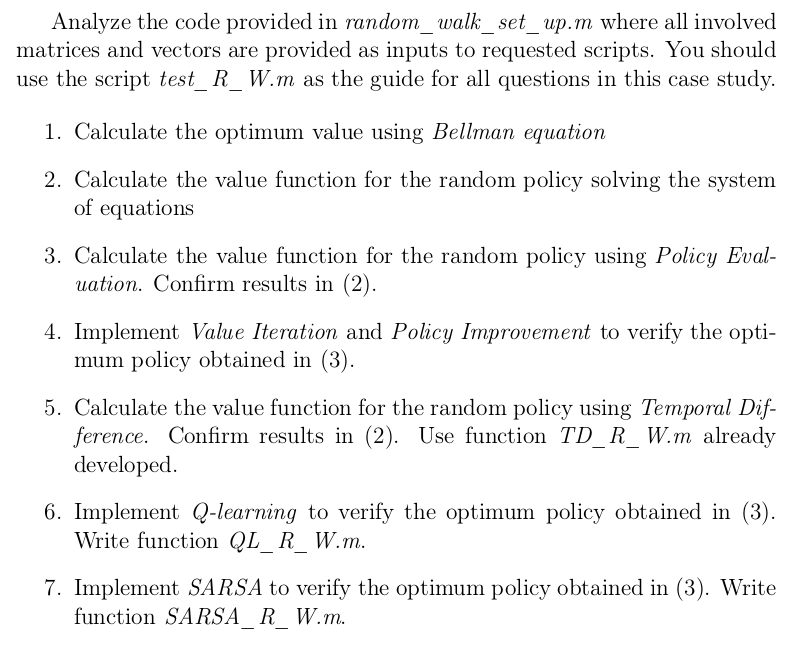 Analyze the code provided in random_walk_set_up.m where all involved
matrices and vectors are provided as inputs to requested scripts. You should
use the script test_R_W.m as the guide for all questions in this case study.
1. Calculate the optimum value using Bellman equation
2. Calculate the value function for the random policy solving the system
of equations
3. Calculate the value function for the random policy using Policy Eval-
uation. Confirm results in (2).
4. Implement Value Iteration and Policy Improvement to verify the opti-
mum policy obtained in (3).
5. Calculate the value function for the random policy using Temporal Dif-
ference. Confirm results in (2). Use function TD_R_W.m already
developed.
6. Implement Q-learning to verify the optimum policy obtained in (3).
Write function QL_R_W.m.
7. Implement SARSA to verify the optimum policy obtained in (3). Write
function SARSA_R_W.m.